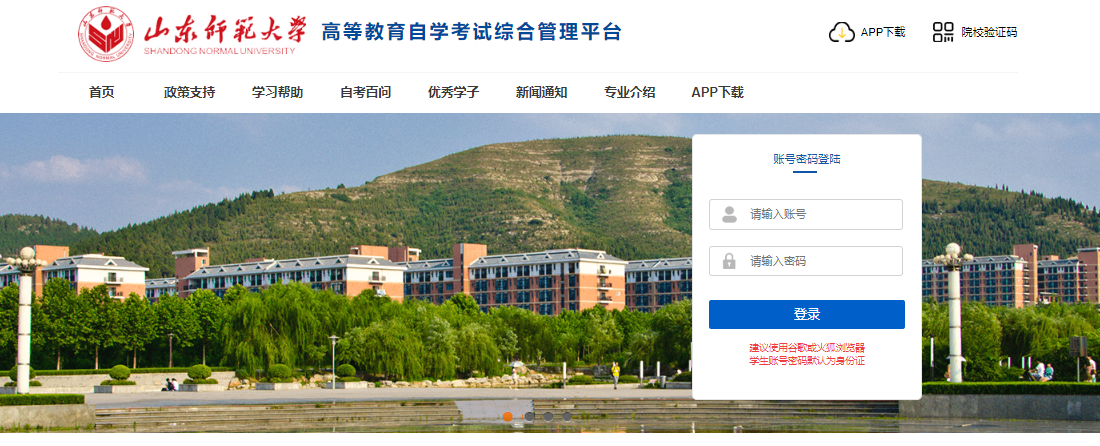 山东师范大学
SHANDONG NORMAL UNIVERSITY
高等教育自学考试综合管理平台
APP下载
院校验证码
首页 政策支持 学习帮助 自考百问 优秀学子 新闻通知 专业介绍 APP下载
账号密码登陆
请输入账号
请输入密码
登录
建议使用谷歌或火狐浏览器
学生账号密码默认为身份证